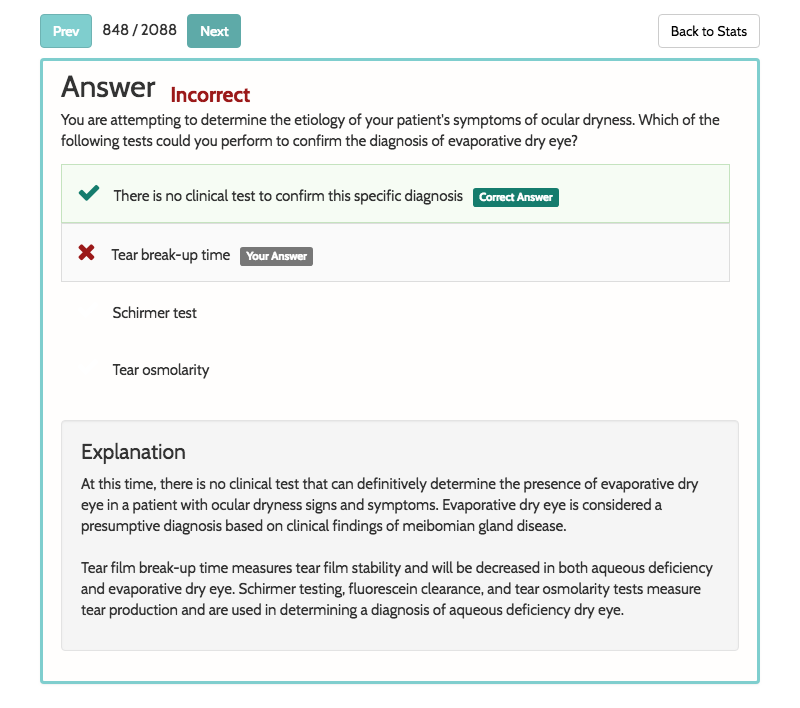 Prev 848 / 2088 Next Back to Stats
Answer Incorrect
You are attempting to determine the etiology of your patient's symptoms of ocular dryness. Which of the
following tests could you perform to confirm the diagnosis of evaporative dry eye?
There is no clinical test to confirm this specific diagnosis Correct Answer
Tear break-up time Your Answer
Schirmer test
Tear osmolarity
Explanation
At this time, there is no clinical test that can definitively determine the presence of evaporative dry
eye in a patient with ocular dryness signs and symptoms. Evaporative dry eye is considered a
presumptive diagnosis based on clinical findings of meibomian gland disease.
Tear film break-up time measures tear film stability and will be decreased in both aqueous deficiency
and evaporative dry eye. Schirmer testing, fluorescein clearance, and tear osmolarity tests measure
tear production and are used in determining a diagnosis of aqueous deficiency dry eye.